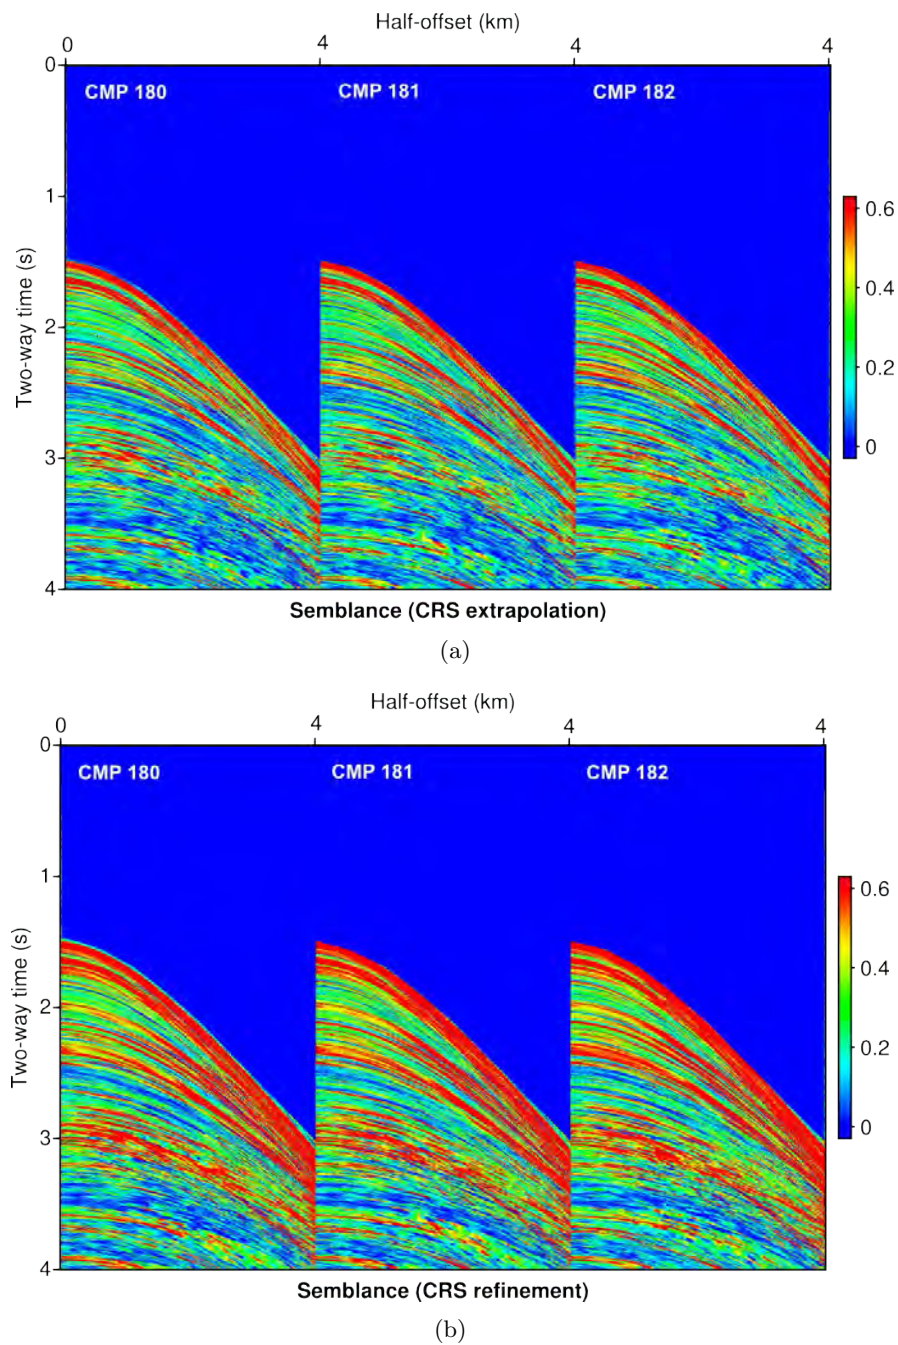 Half-offset (km)
0 4 4 4
0
CMP 180 CMP 181 CMP 182
1
0.6
Two-way time (s)
0.4
2
0.2
3
0
4
Semblance (CRS extrapolation)
(a)
Half-offset (km)
0 4 4 4
0
CMP 180 CMP 181 CMP 182
1
0.6
Two-way time (s)
0.4
2
0.2
3
0
4
Semblance (CRS refinement)
(b)